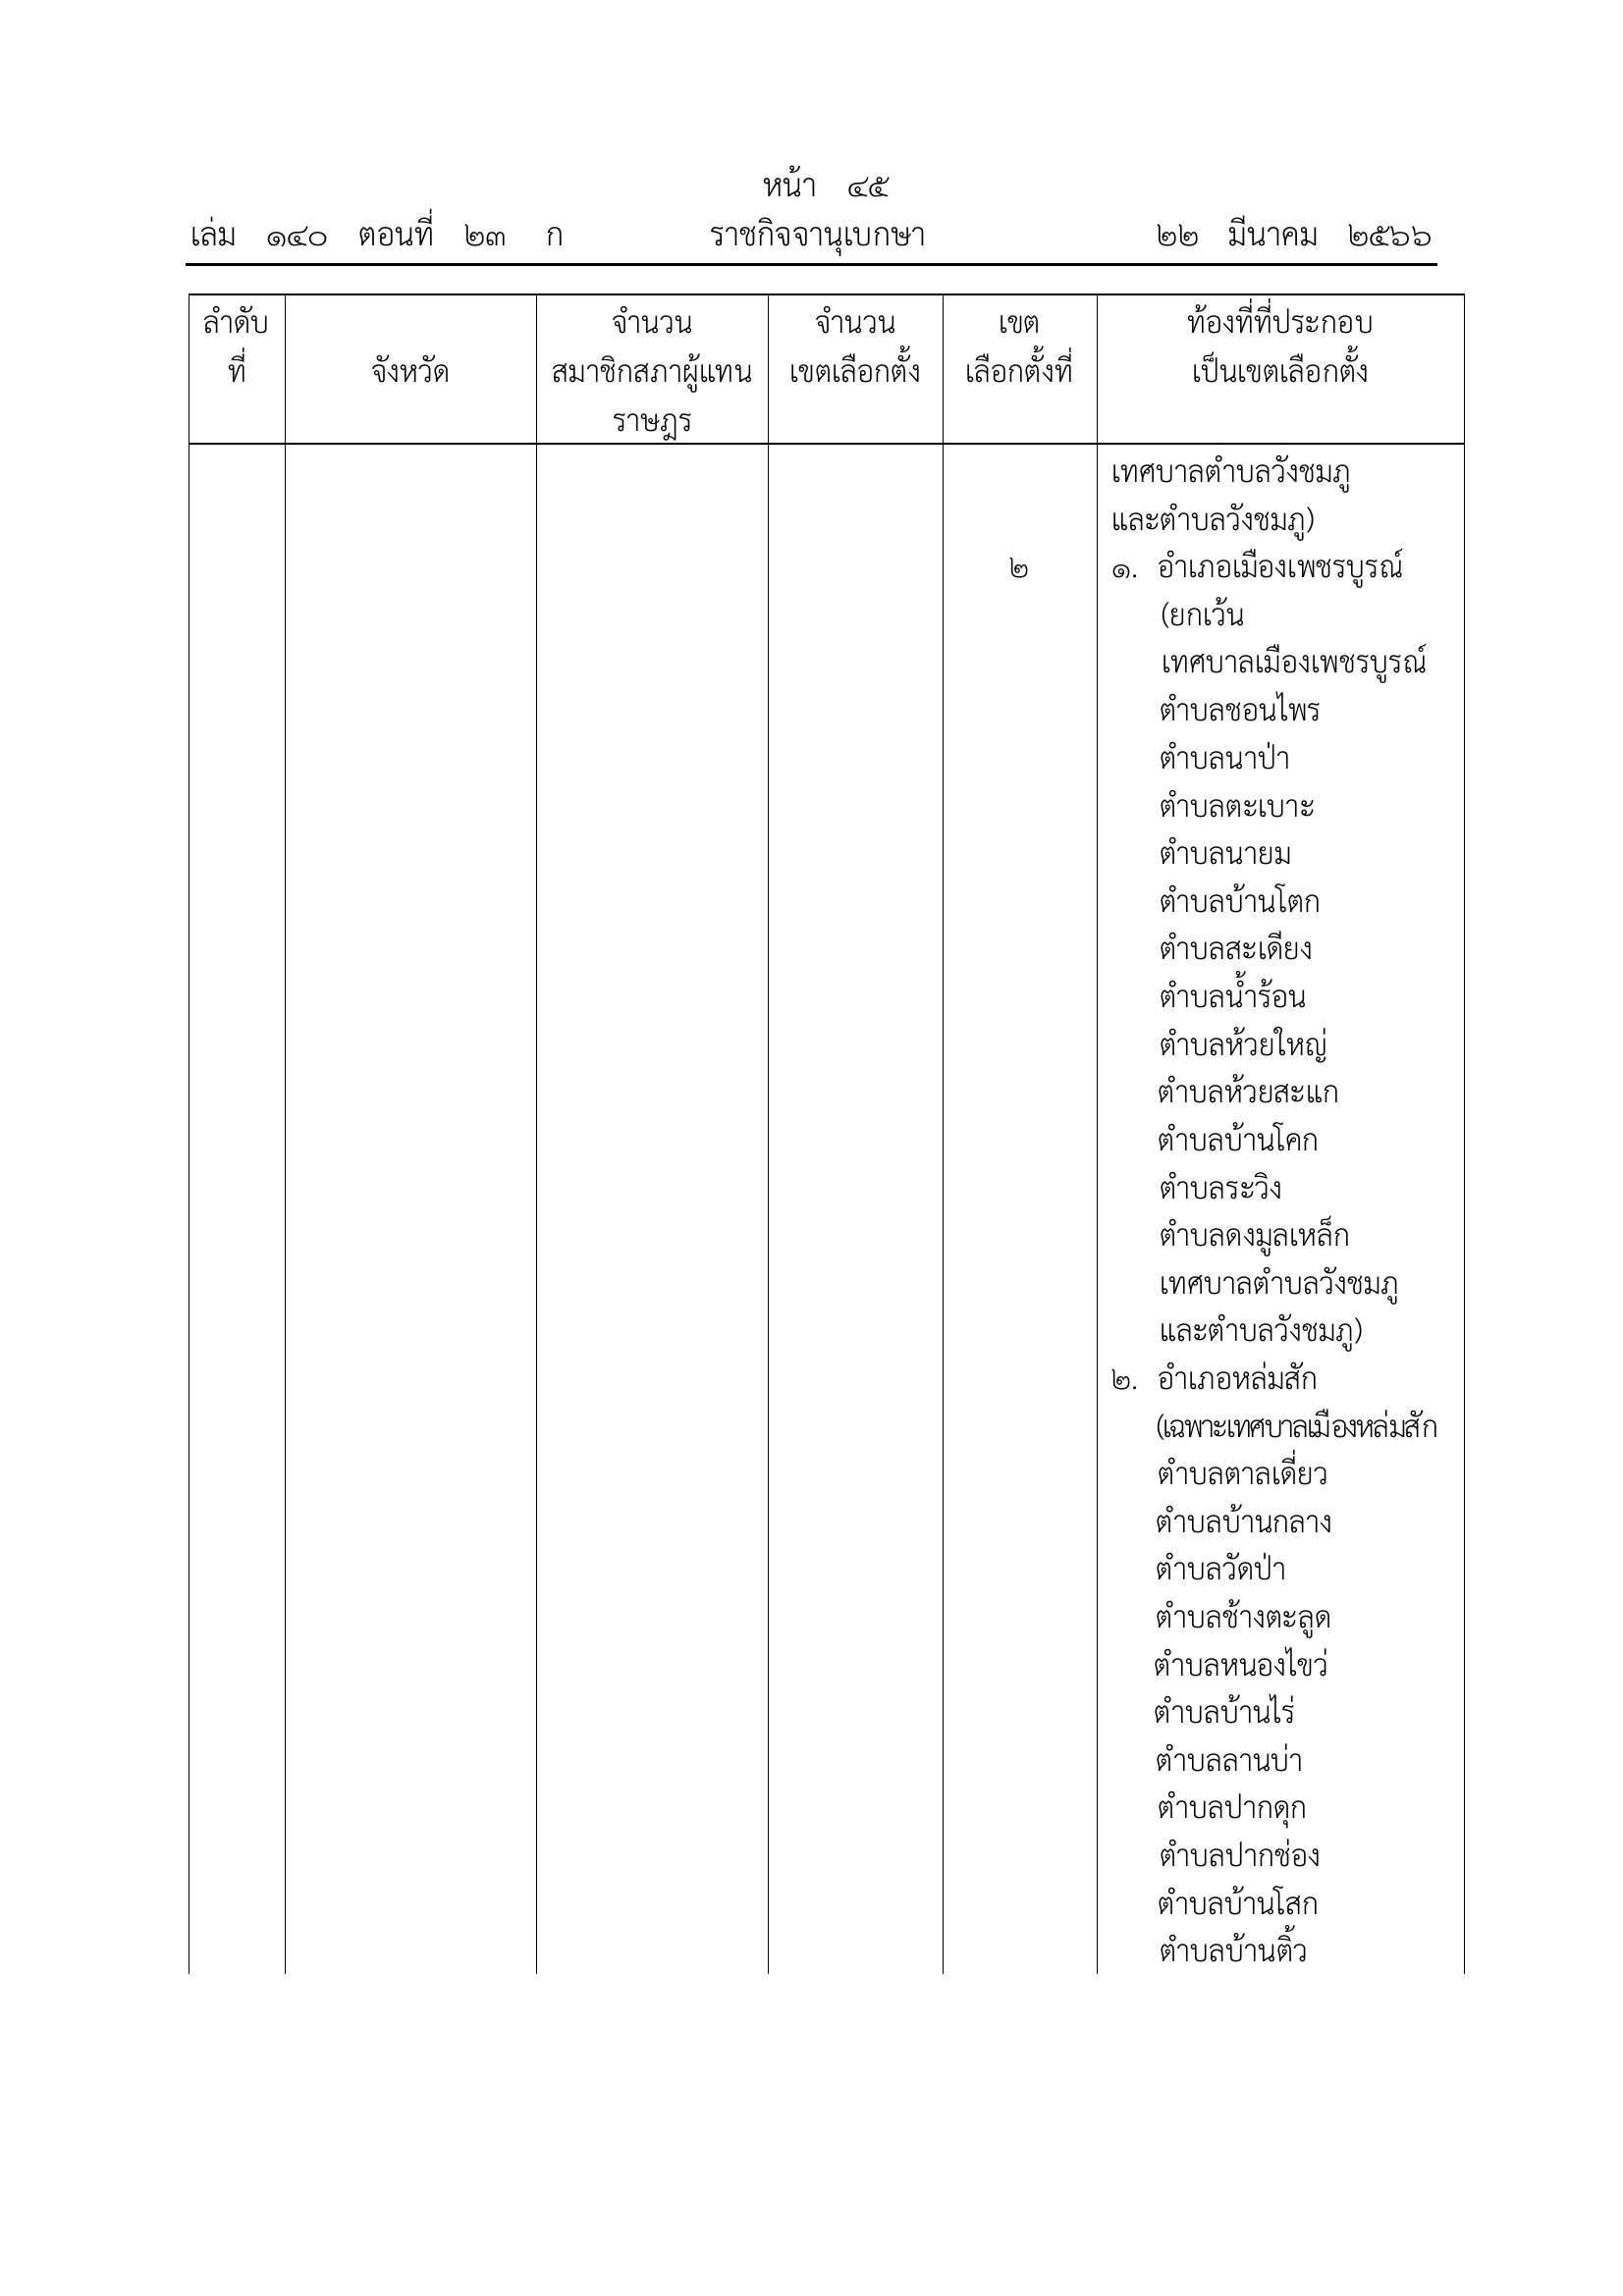 หน้า ๔๕
เล่ม ๑๔๐ ตอนที่ ๒๓ ก ราชกิจจานุเบกษา ๒๒ มีนาคม ๒๕๖๖
ลำดับ จำนวน จำนวน เขต ท้องที่ที่ประกอบ
ที่ จังหวัด สมาชิกสภาผู้แทน เขตเลือกตั้ง เลือกตั้งที่ เป็นเขตเลือกตั้ง
ราษฎร
เทศบาลตำบลวังชมภู
และตำบลวังชมภู)
๒ ๑. อำเภอเมืองเพชรบูรณ์
(ยกเว้น
เทศบาลเมืองเพชรบูรณ์
ตำบลชอนไพร
ตำบลนาป่า
ตำบลตะเบาะ
ตำบลนายม
ตำบลบ้านโตก
ตำบลสะเดียง
ตำบลน้ำร้อน
ตำบลห้วยใหญ่
ตำบลห้วยสะแก
ตำบลบ้านโคก
ตำบลระวิง
ตำบลดงมูลเหล็ก
เทศบาลตำบลวังชมภู
และตำบลวังชมภู)
๒. อำเภอหล่มสัก
(เฉพาะเทศบาลเมืองหล่มสัก
ตำบลตาลเดี่ยว
ตำบลบ้านกลาง
ตำบลวัดป่า
ตำบลช้างตะลูด
ตำบลหนองไขว่
ตำบลบ้านไร่
ตำบลลานบ่า
ตำบลปากดุก
ตำบลปากช่อง
ตำบลบ้านโสก
ตำบลบ้านติ้ว